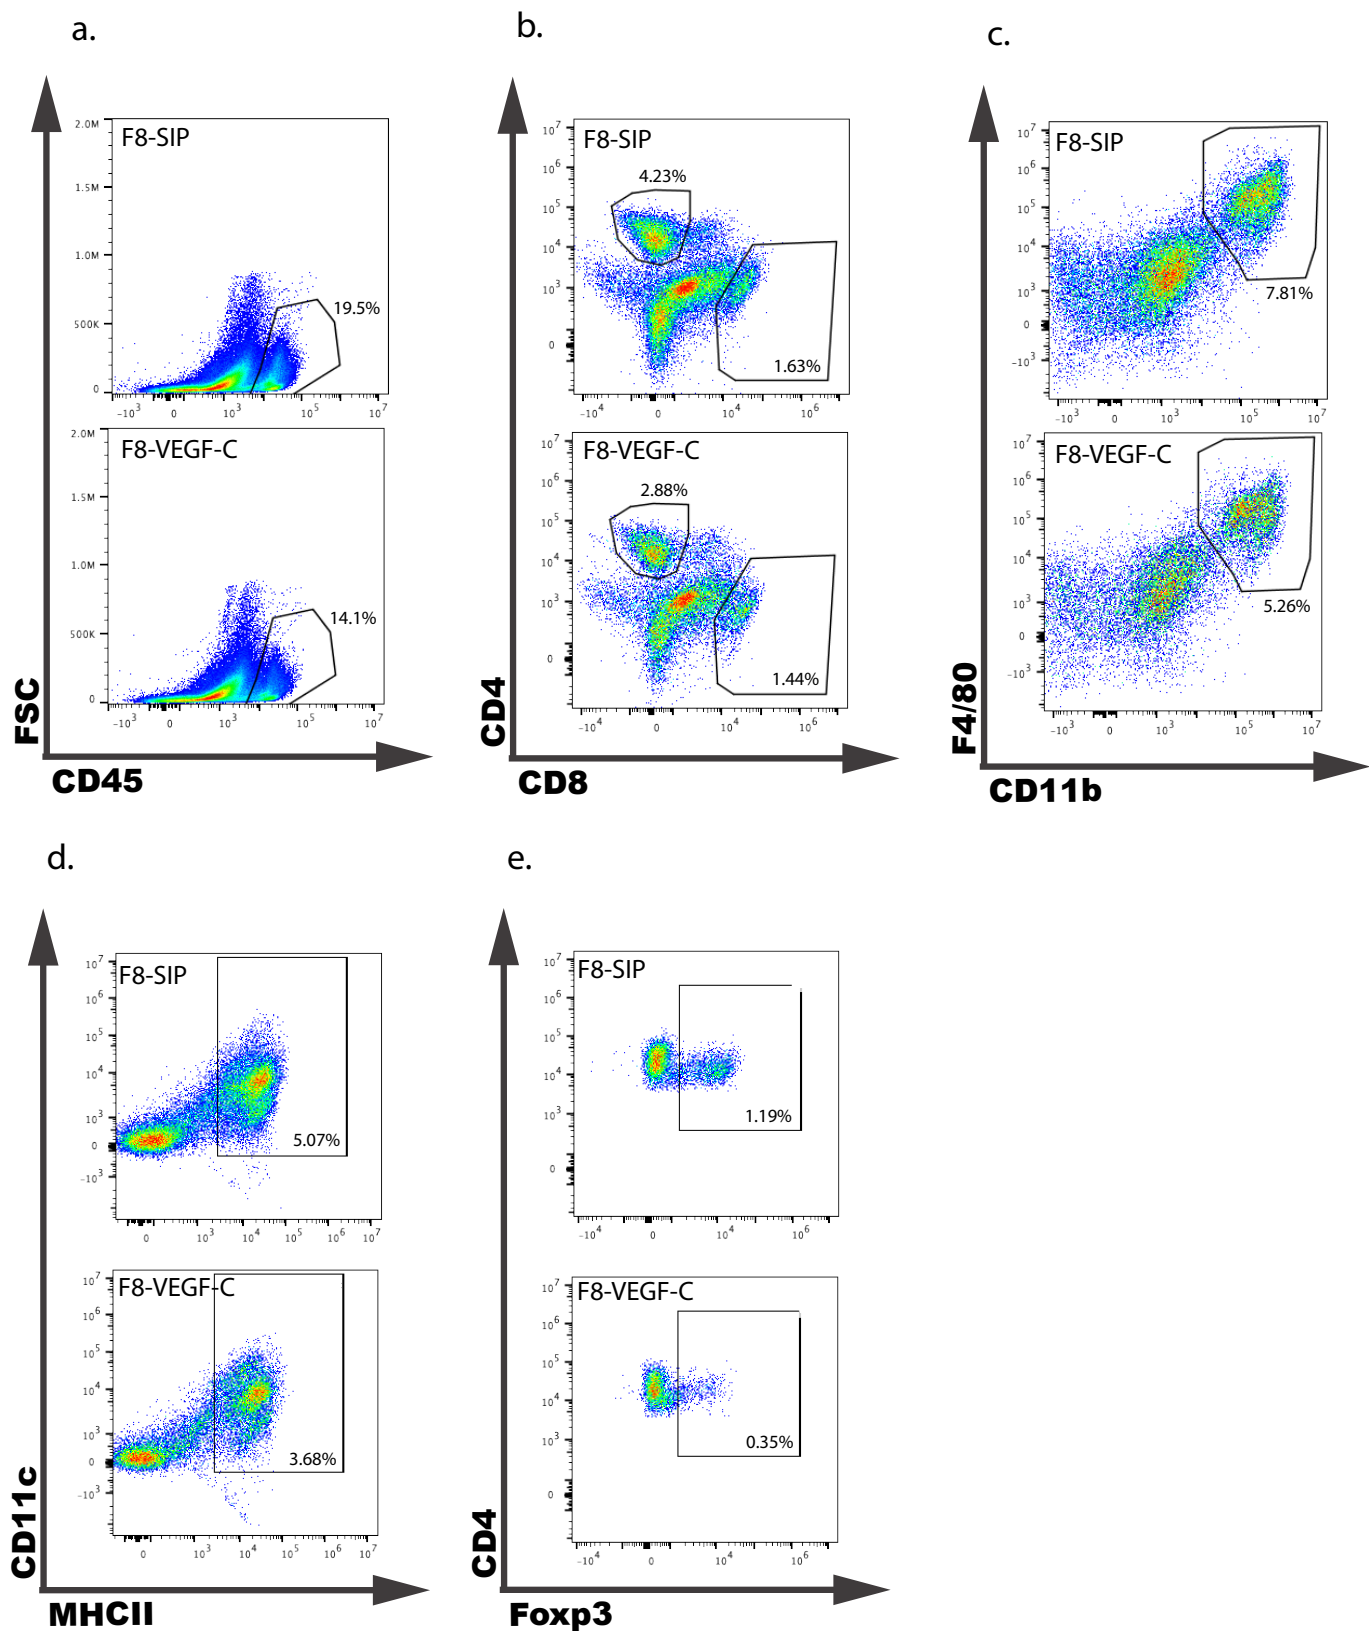 a.
F8-SIP
2.0M
1.5M
1.0M
500K
0
19.5%
-10³ 0 10³ 10⁵ 10⁷
F8-VEGF-C
2.0M
1.5M
1.0M
500K
0
14.1%
-10³ 0 10³ 10⁵ 10⁷
FSC
CD45
b.
F8-SIP
10⁷
10⁶
10⁵
10⁴
10³
0
4.23%
1.63%
-10⁴ 0 10⁴ 10⁶
F8-VEGF-C
10⁷
10⁶
10⁵
10⁴
10³
0
2.88%
1.44%
-10⁴ 0 10⁴ 10⁶
CD4
CD8
c.
F8-SIP
10⁷
10⁶
10⁵
10⁴
10³
0
-10³
7.81%
-10³ 0 10³ 10⁵ 10⁷
F8-VEGF-C
10⁷
10⁶
10⁵
10⁴
10³
0
-10³
5.26%
-10³ 0 10³ 10⁵ 10⁷
F4/80
CD11b
d.
F8-SIP
10⁷
10⁶
10⁵
10⁴
10³
0
-10³
5.07%
0 10³ 10⁴ 10⁵ 10⁶ 10⁷
F8-VEGF-C
10⁷
10⁶
10⁵
10⁴
10³
0
-10³
3.68%
0 10³ 10⁴ 10⁵ 10⁶ 10⁷
CD11c
MHCII
e.
F8-SIP
10⁷
10⁶
10⁵
10⁴
10³
0
1.19%
-10⁴ 0 10⁴ 10⁶
F8-VEGF-C
10⁷
10⁶
10⁵
10⁴
10³
0
0.35%
-10⁴ 0 10⁴ 10⁶
CD4
Foxp3